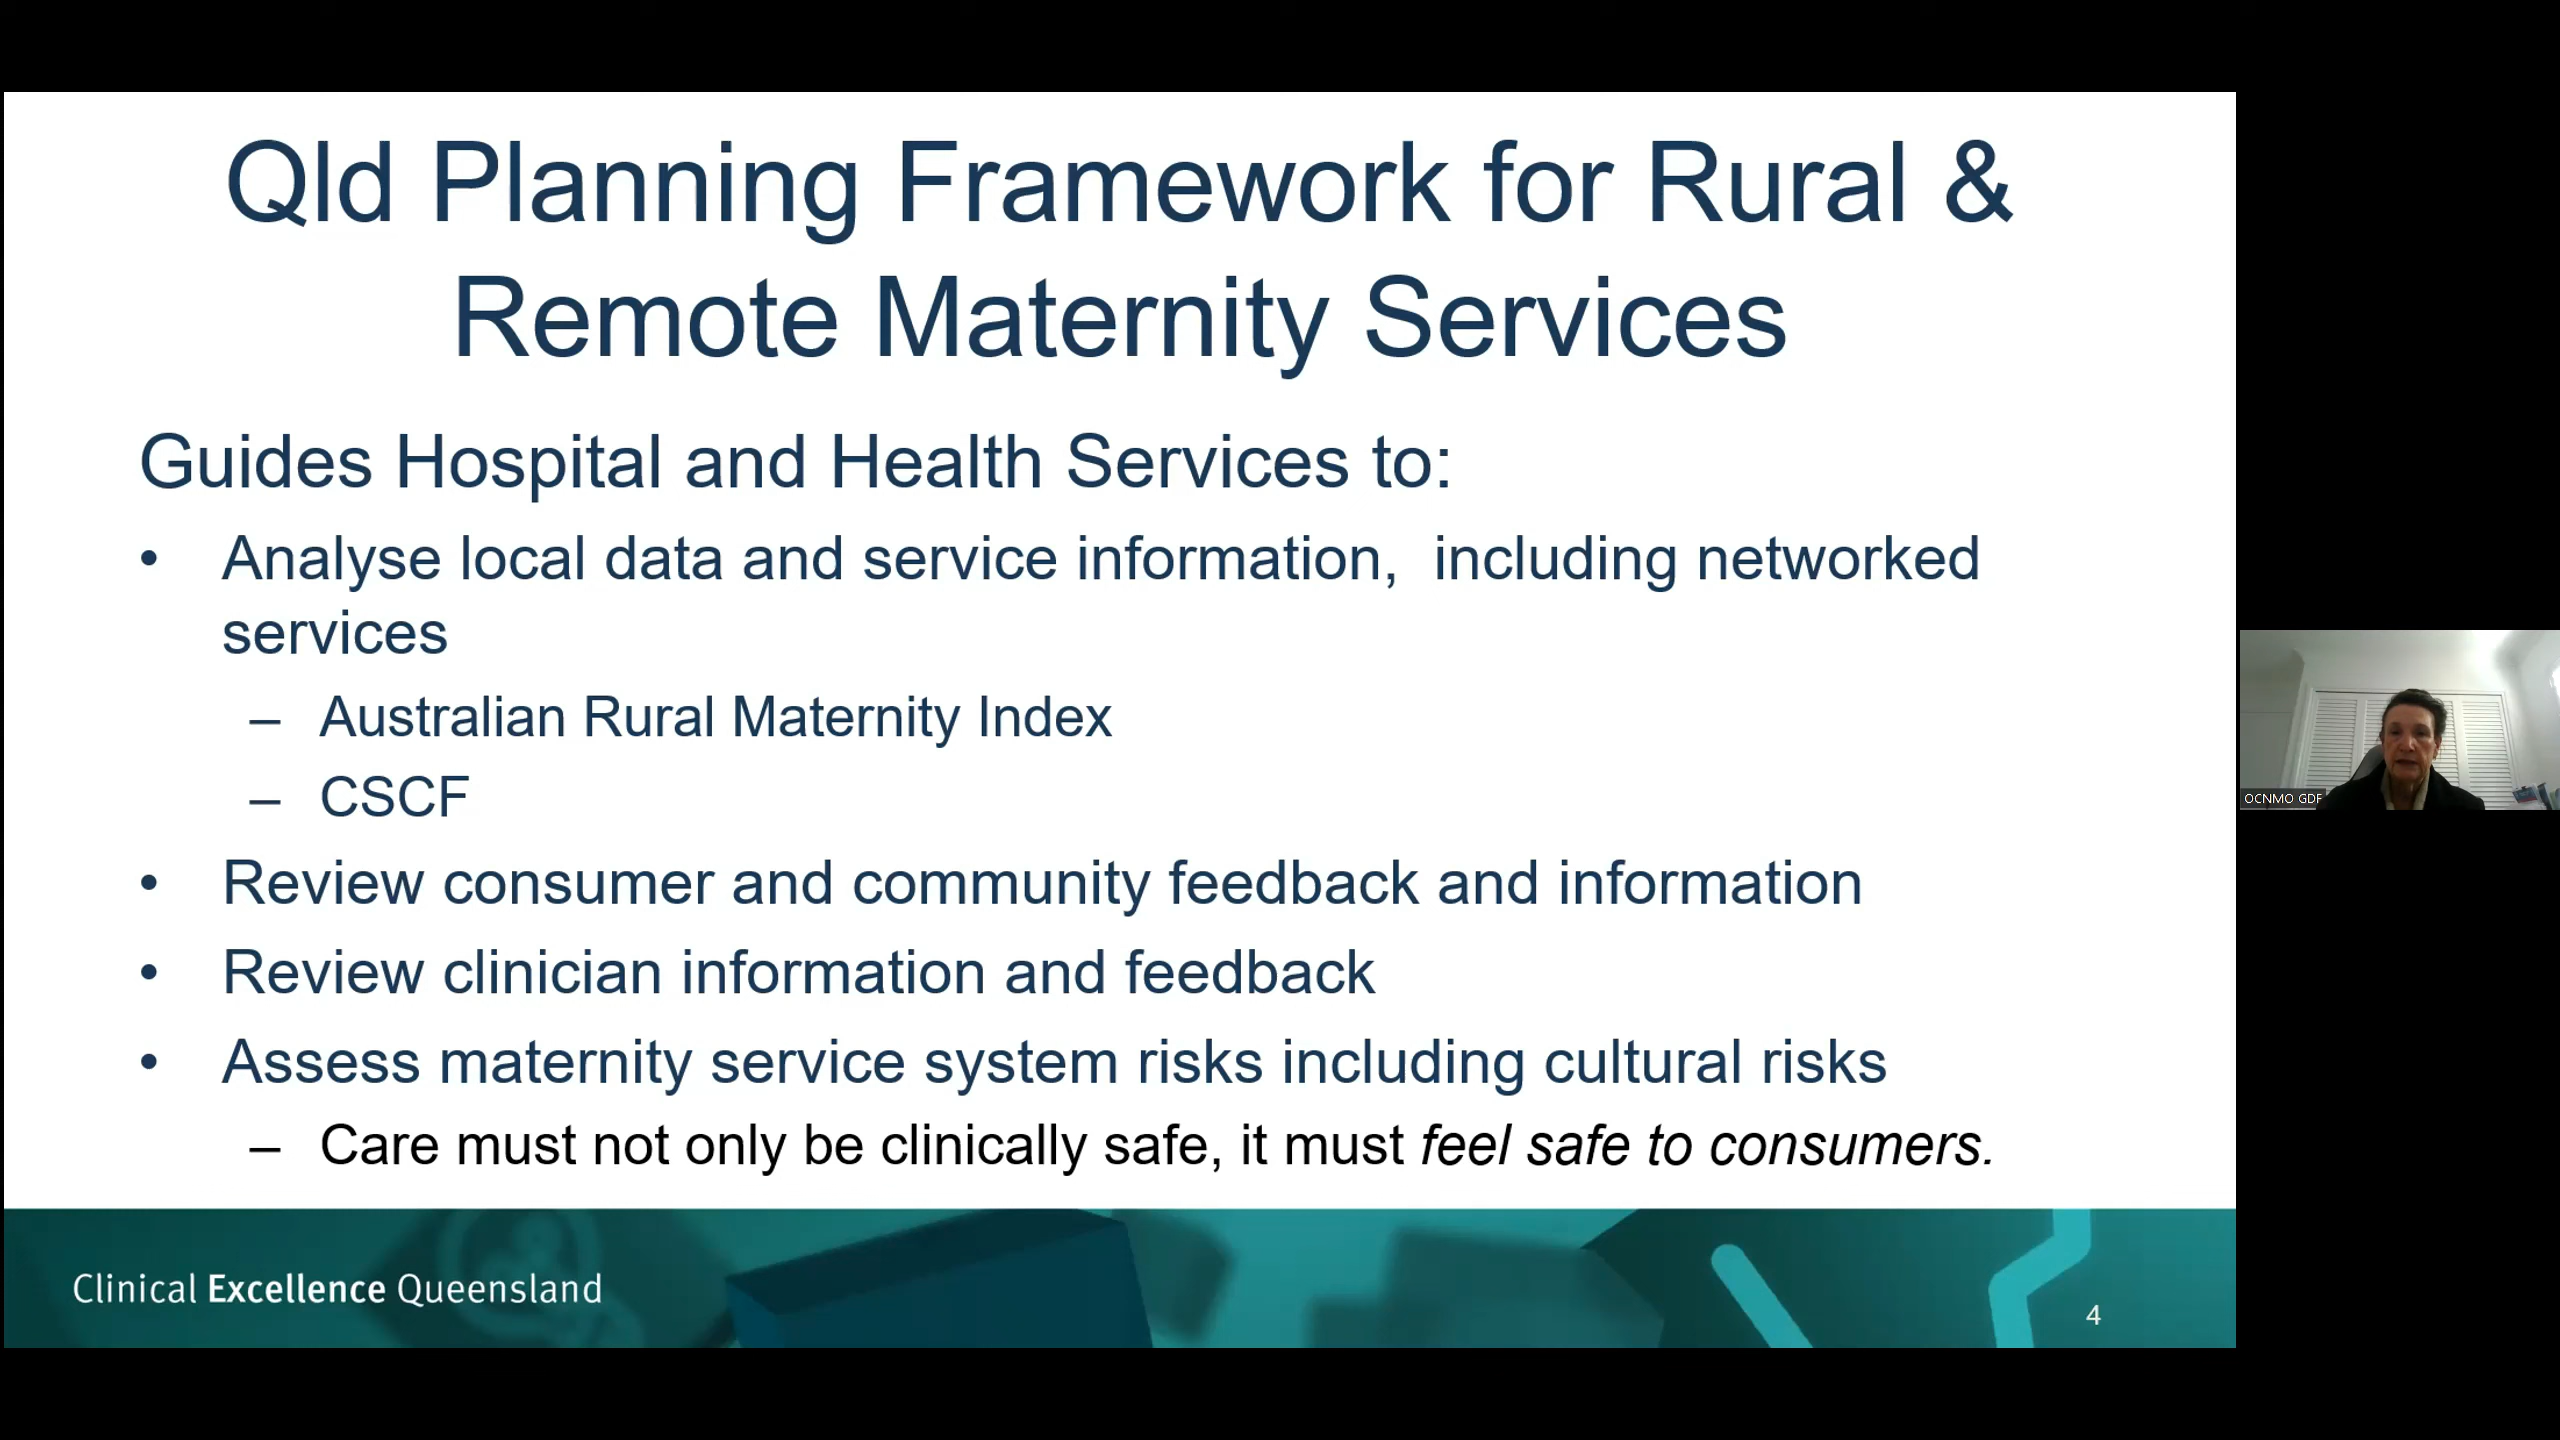 Qld Planning Framework for Rural &
Remote Maternity Services
Guides Hospital and Health Services to:
• Analyse local data and service information,  including networked
services
– Australian Rural Maternity Index
– CSCF
• Review consumer and community feedback and information
• Review clinician information and feedback
• Assess maternity service system risks including cultural risks
– Care must not only be clinically safe, it must feel safe to consumers.
Clinical Excellence Queensland
4
OCNMO GDF